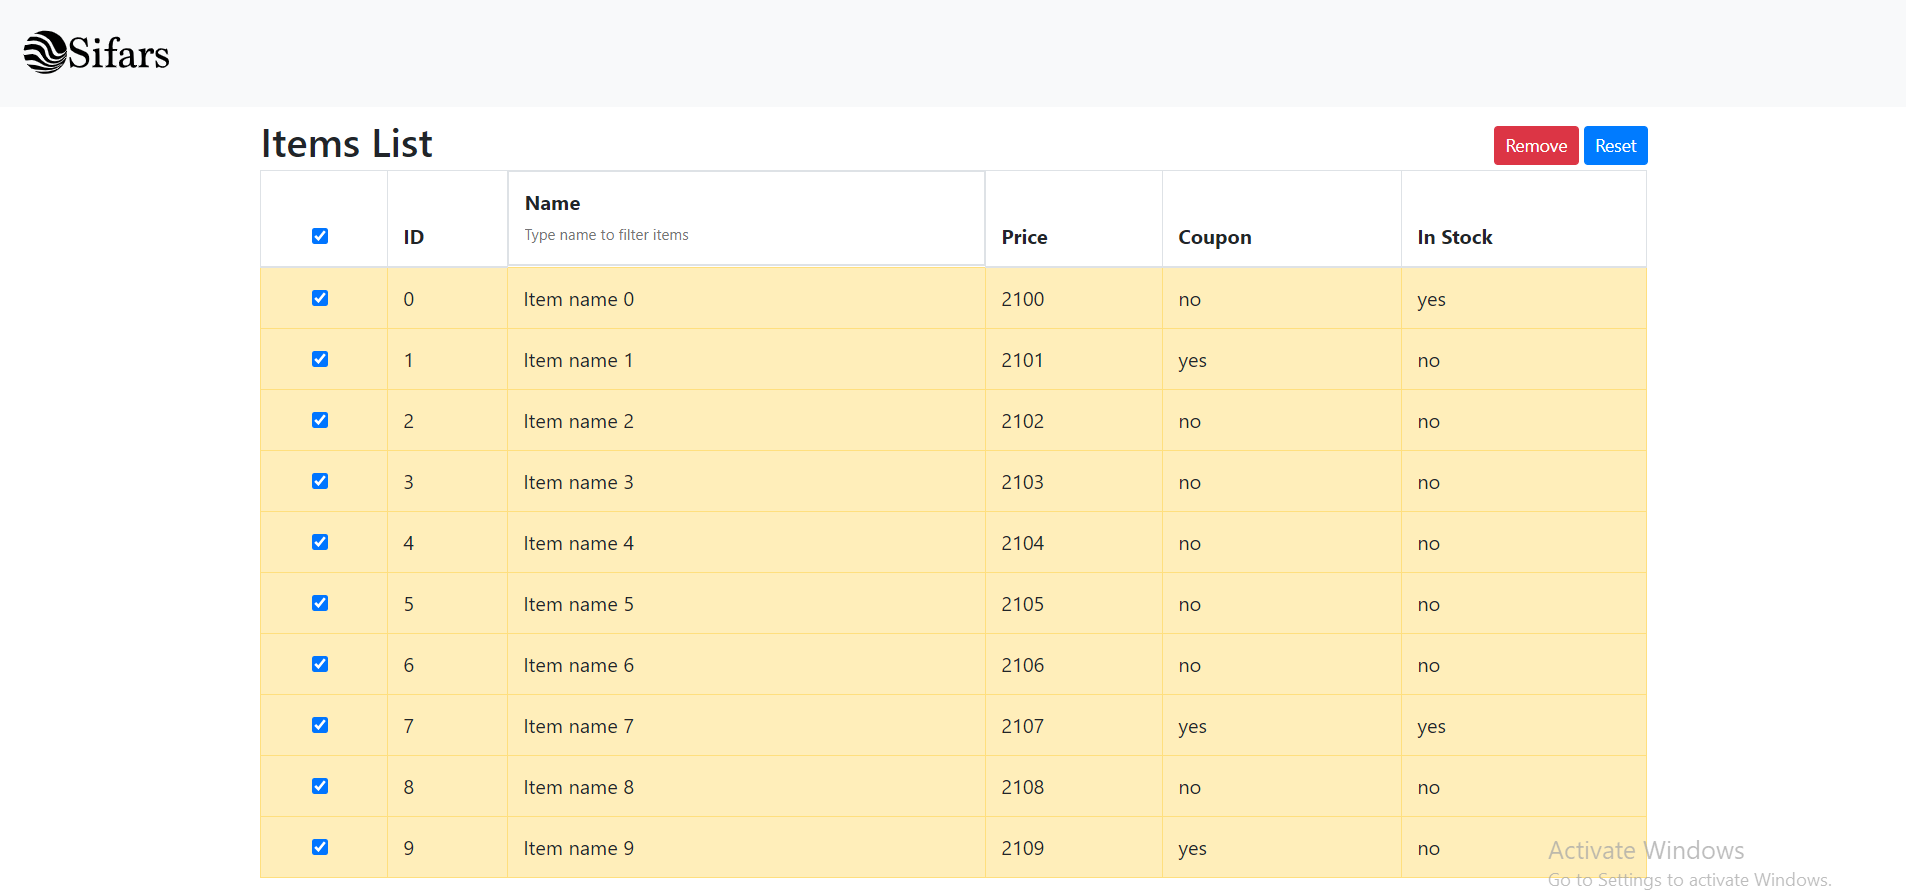 Sifars
Items List
Remove Reset
Name
Type name to filter items
ID Price Coupon In Stock
0 Item name 0 2100 no yes
1 Item name 1 2101 yes no
2 Item name 2 2102 no no
3 Item name 3 2103 no no
4 Item name 4 2104 no no
5 Item name 5 2105 no no
6 Item name 6 2106 no no
7 Item name 7 2107 yes yes
8 Item name 8 2108 no no
9 Item name 9 2109 yes no
Activate Windows
Go to Settings to activate Windows.